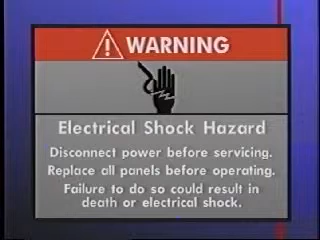 WARNING
Electrical Shock Hazard
Disconnect power before servicing.
Replace all panels before operating.
Failure to do so could result in
death or electrical shock.